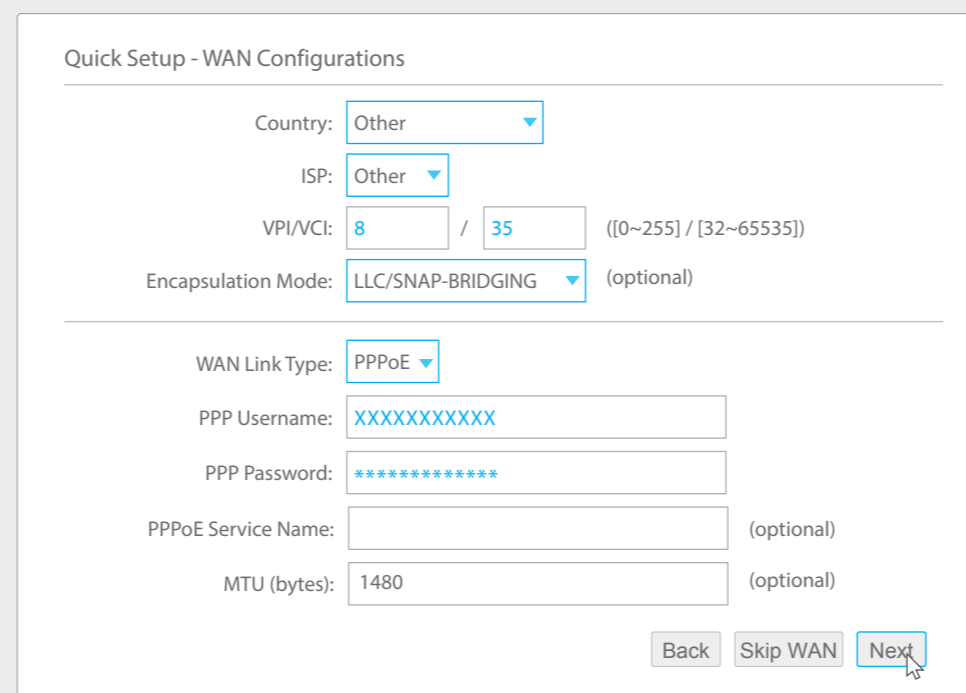 Quick Setup - WAN Configurations
Country: Other
ISP: Other
VPI/VCI: 8 / 35 ([0~255] / [32~65535])
Encapsulation Mode: LLC/SNAP-BRIDGING (optional)
WAN Link Type: PPPoE
PPP Username: XXXXXXXXXXX
PPP Password: *************
PPPoE Service Name: (optional)
MTU (bytes): 1480 (optional)
Back Skip WAN Next